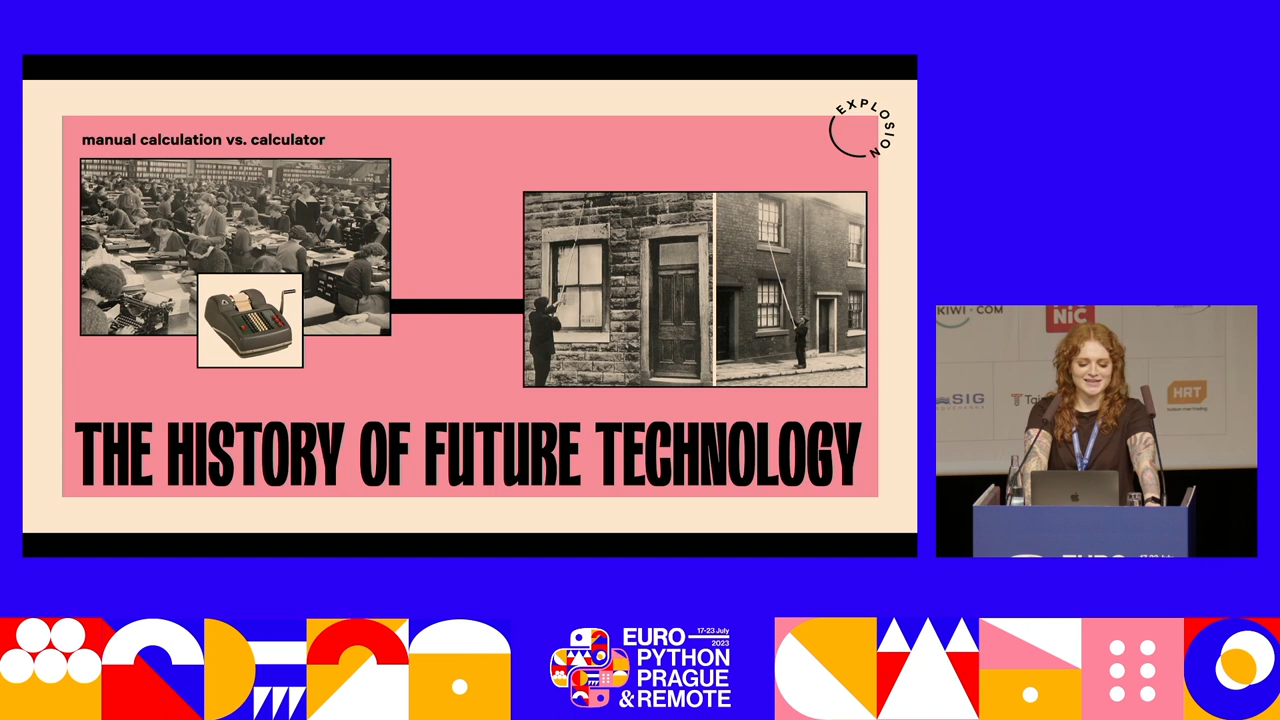 EXPLOSION
manual calculation vs. calculator
THE HISTORY OF FUTURE TECHNOLOGY
KIWI·COM
NiC
SIG
HRT
EURO
17-23 July
2023
PYTHON
PRAGUE
& REMOTE